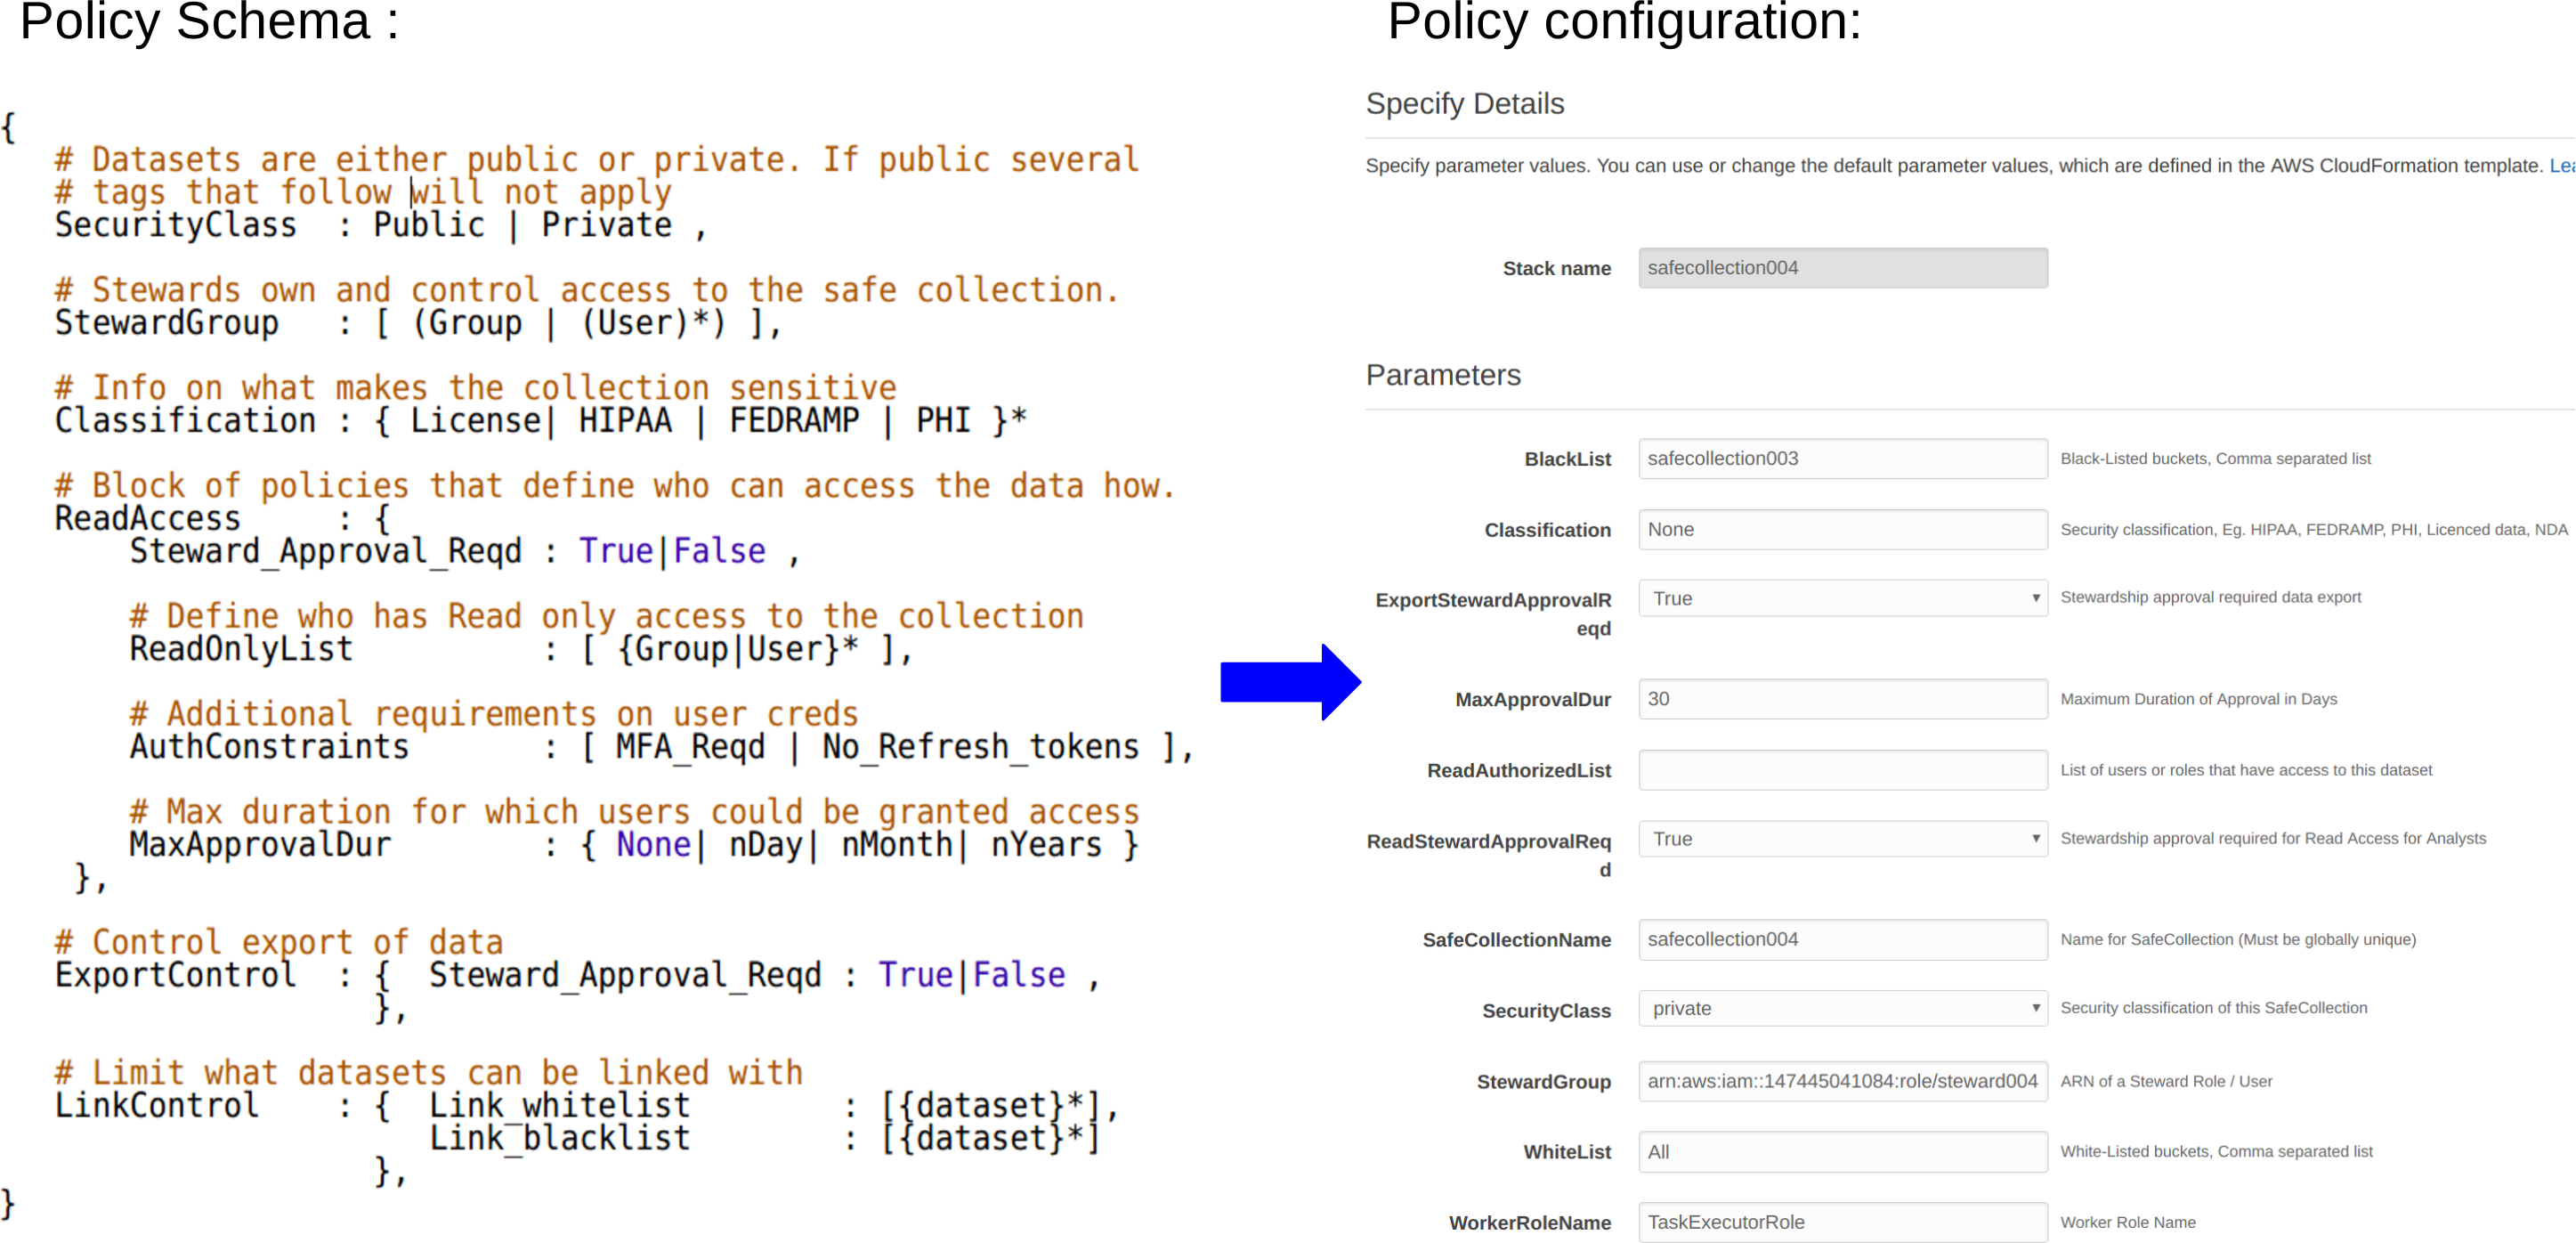 Policy Schema :
{
# Datasets are either public or private. If public several
# tags that follow will not apply
SecurityClass : Public | Private ,
# Stewards own and control access to the safe collection.
StewardGroup : [ (Group | (User)*) ],
# Info on what makes the collection sensitive
Classification : { License| HIPAA | FEDRAMP | PHI }*
# Block of policies that define who can access the data how.
ReadAccess : {
Steward_Approval_Reqd : True|False ,
# Define who has Read only access to the collection
ReadOnlyList : [ {Group|User}* ],
# Additional requirements on user creds
AuthConstraints : [ MFA_Reqd | No_Refresh_tokens ],
# Max duration for which users could be granted access
MaxApprovalDur : { None| nDay| nMonth| nYears }
},
# Control export of data
ExportControl : { Steward_Approval_Reqd : True|False ,
},
# Limit what datasets can be linked with
LinkControl : { Link_whitelist : [{dataset}*],
Link_blacklist : [{dataset}*]
},
}
Policy configuration:
Specify Details
Specify parameter values. You can use or change the default parameter values, which are defined in the AWS CloudFormation template.
Stack name safecollection004
Parameters
BlackList safecollection003 Black-Listed buckets, Comma separated list
Classification None Security classification, Eg. HIPAA, FEDRAMP, PHI, Licenced data, NDA
ExportStewardApprovalR True Stewardship approval required data export
eqd
MaxApprovalDur 30 Maximum Duration of Approval in Days
ReadAuthorizedList List of users or roles that have access to this dataset
ReadStewardApprovalReq True Stewardship approval required for Read Access for Analysts
d
SafeCollectionName safecollection004 Name for SafeCollection (Must be globally unique)
SecurityClass private Security classification of this SafeCollection
StewardGroup arn:aws:iam::147445041084:role/steward004 ARN of a Steward Role / User
WhiteList All White-Listed buckets, Comma separated list
WorkerRoleName TaskExecutorRole Worker Role Name